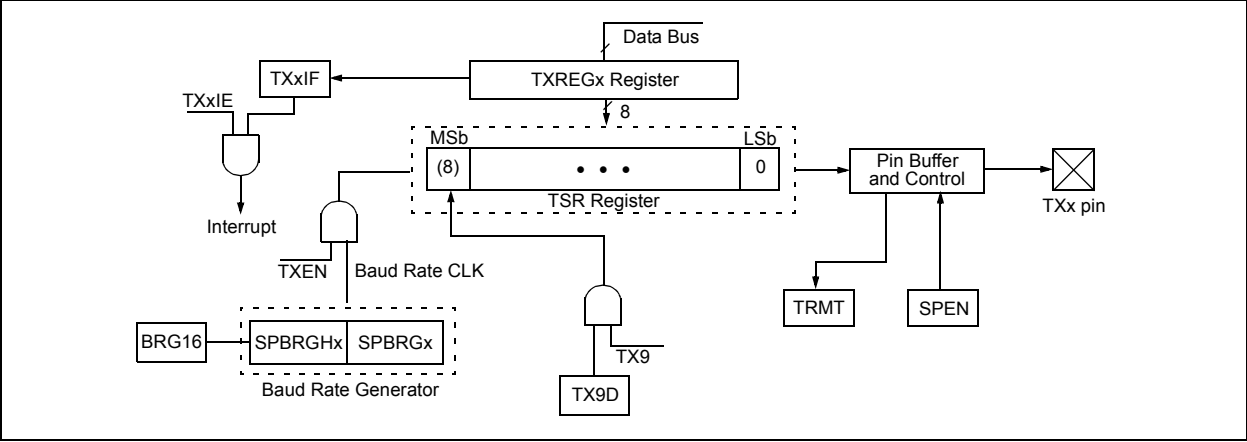 Data Bus
TXxIF
TXREGx Register
TXxIE
8
MSb
LSb
(8)
• • •
0
Pin Buffer
and Control
TSR Register
TXx pin
Interrupt
TXEN
Baud Rate CLK
TRMT
SPEN
BRG16
SPBRGHx
SPBRGx
TX9
Baud Rate Generator
TX9D